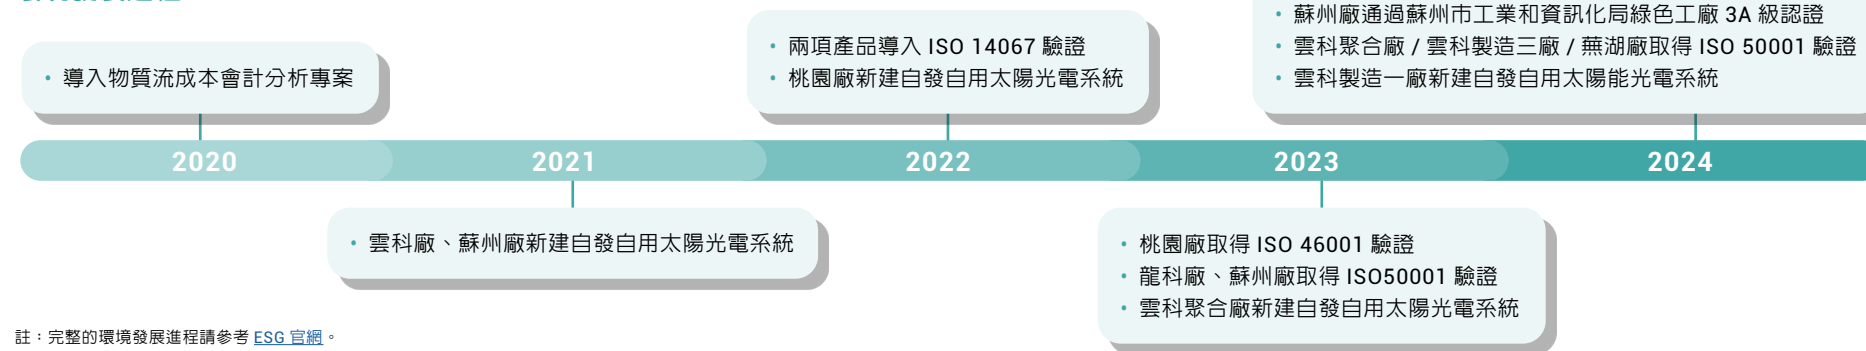 • 蘇州廠通過蘇州市工業和資訊化局綠色工廠 3A 級認證
• 雲科聚合廠 / 雲科製造三廠 / 蕪湖廠取得 ISO 50001 驗證
• 雲科製造一廠新建自發自用太陽能光電系統
• 兩項產品導入 ISO 14067 驗證
• 桃園廠新建自發自用太陽光電系統
• 導入物質流成本會計分析專案
2020
2021
2022
2023
2024
• 雲科廠、蘇州廠新建自發自用太陽光電系統
• 桃園廠取得 ISO 46001 驗證
• 龍科廠、蘇州廠取得 ISO50001 驗證
• 雲科聚合廠新建自發自用太陽光電系統
註：完整的環境發展進程請參考 ESG 官網。